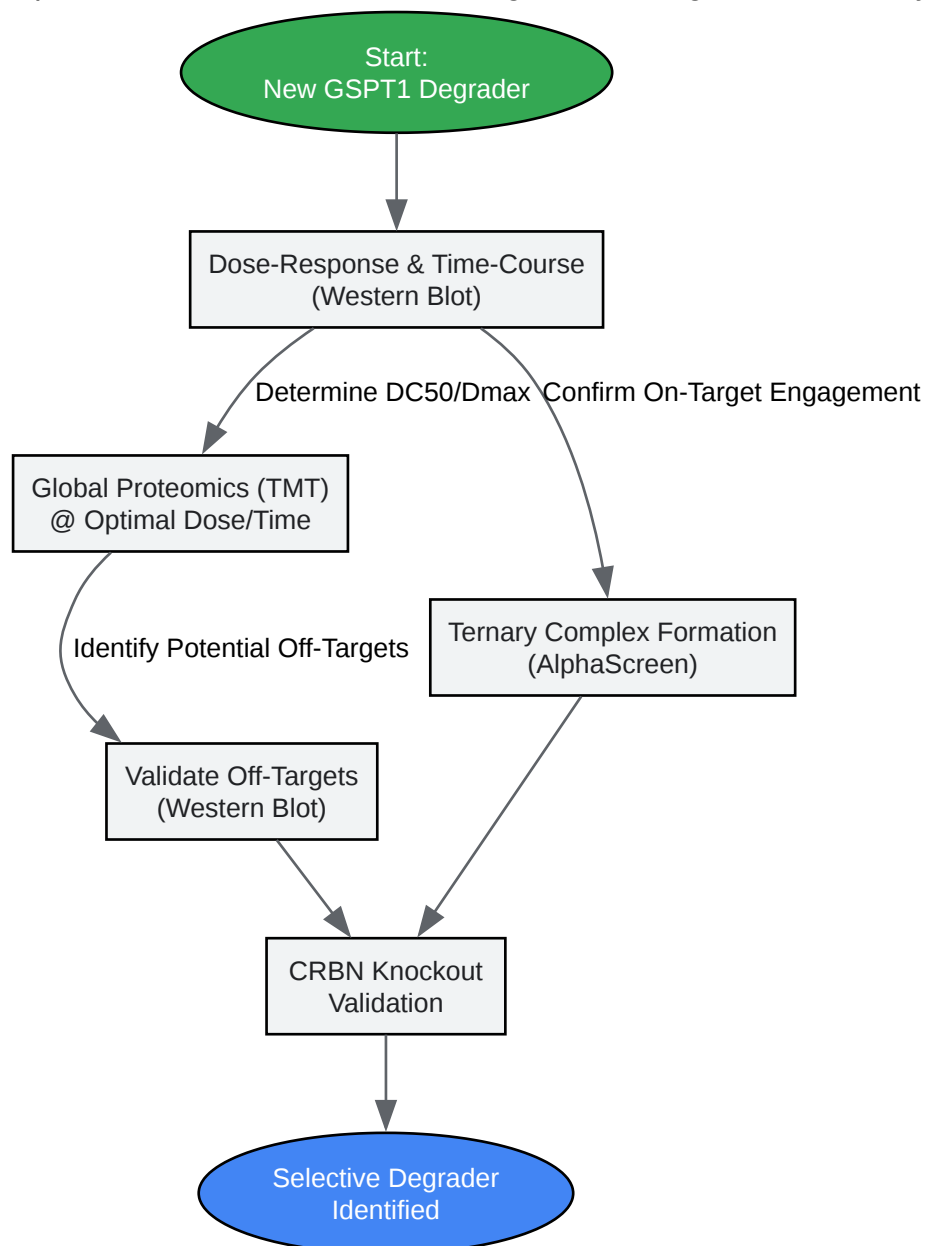 Start:
New GSPT1 Degrader
Dose-Response & Time-Course
(Western Blot)
Determine DC50/Dmax
Confirm On-Target Engagement
Global Proteomics (TMT)
@ Optimal Dose/Time
Ternary Complex Formation
(AlphaScreen)
Identify Potential Off-Targets
Validate Off-Targets
(Western Blot)
CRBN Knockout
Validation
Selective Degrader
Identified